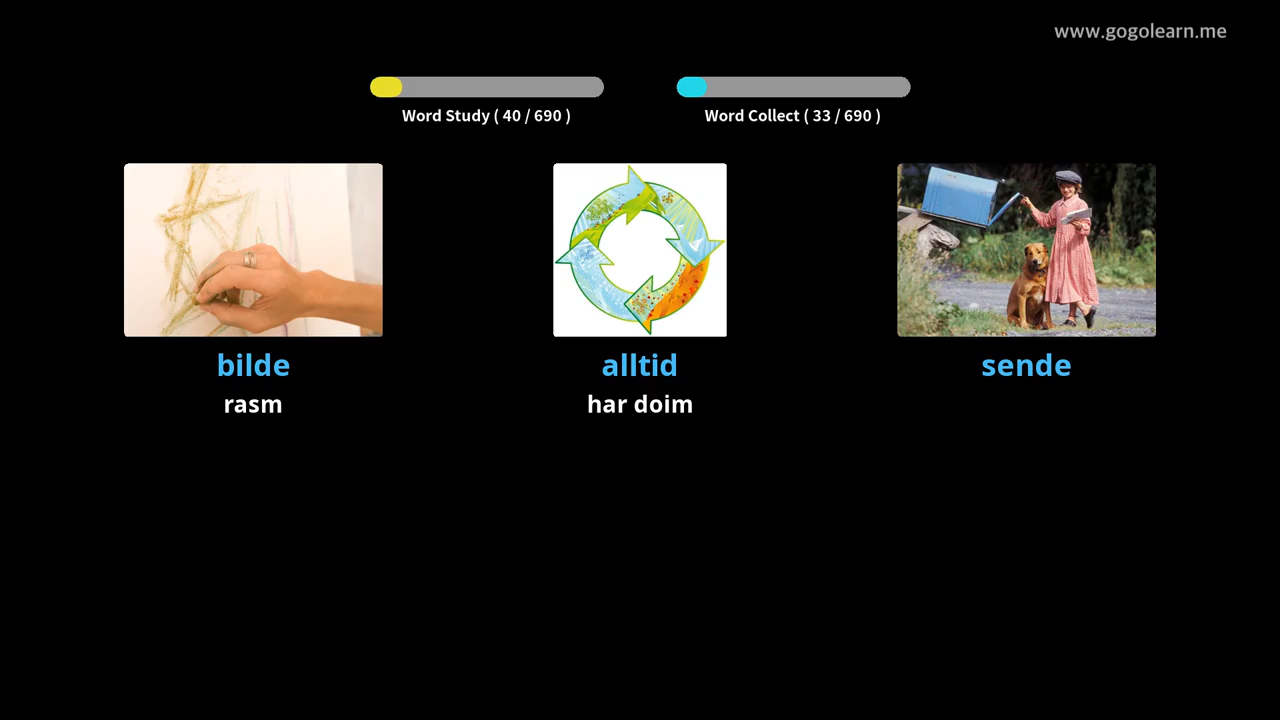 www.gogolearn.me
Word Study ( 40 / 690 )
Word Collect ( 33 / 690 )
bilde
rasm
alltid
har doim
sende